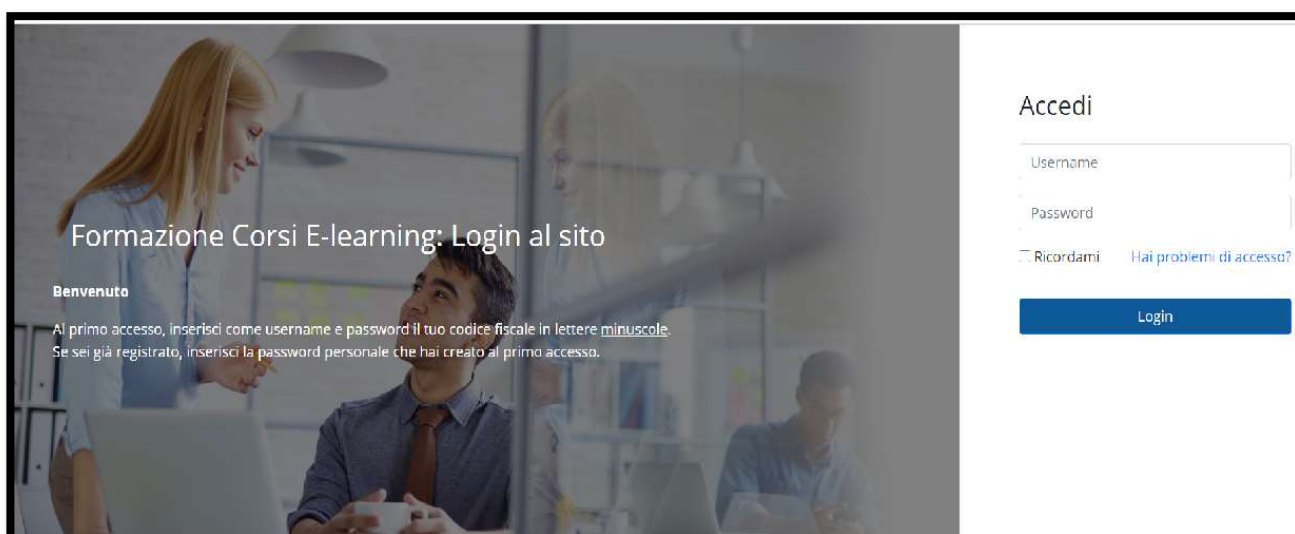 Formazione Corsi E-learning: Login al sito
Benvenuto
Al primo accesso, inserisci come username e password il tuo codice fiscale in lettere minuscole.
Se sei già registrato, inserisci la password personale che hai creato al primo accesso.
Accedi
Username
Password
Ricordami Hai problemi di accesso?
Login